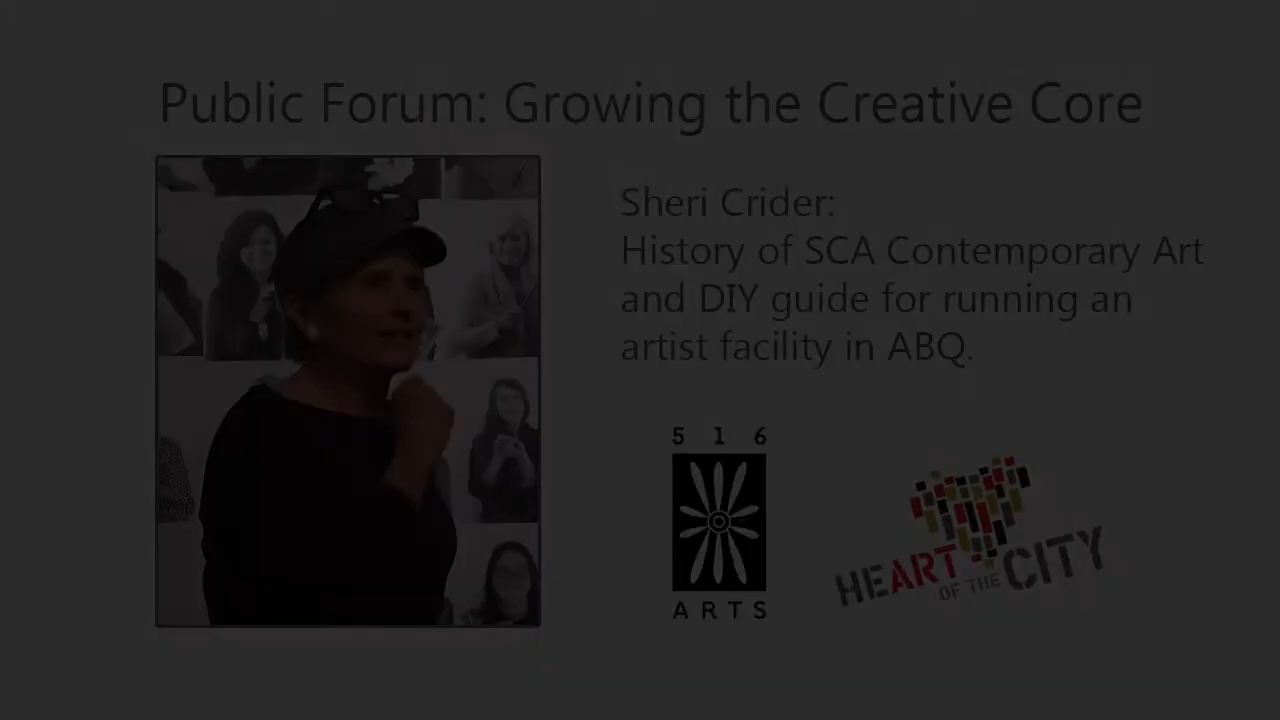 Public Forum: Growing the Creative Core
Sheri Crider:
History of SCA Contemporary Art
and DIY guide for running an
artist facility in ABQ.
5 1 6
ARTS
HEART
OF THE CITY